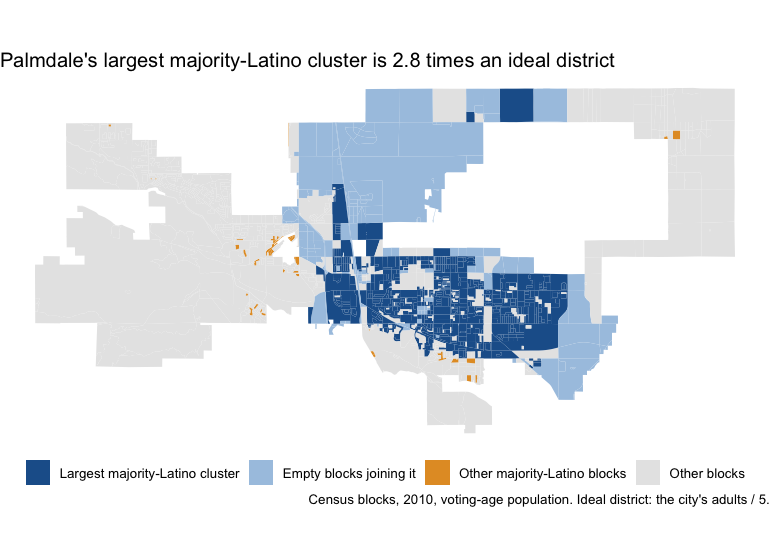 Palmdale's largest majority-Latino cluster is 2.8 times an ideal district
Largest majority-Latino cluster Empty blocks joining it Other majority-Latino blocks Other blocks
Census blocks, 2010, voting-age population. Ideal district: the city's adults / 5.